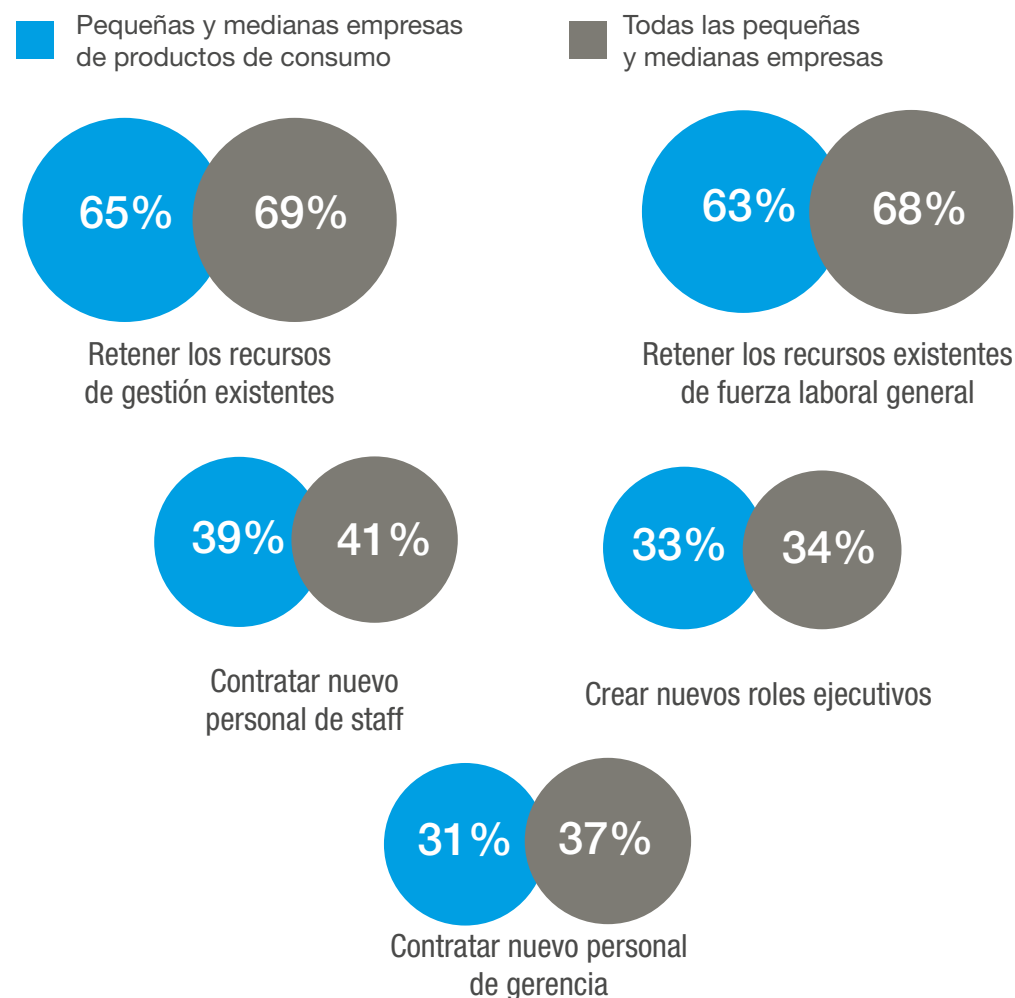 Pequeñas y medianas empresas
de productos de consumo
Todas las pequeñas
y medianas empresas
65%
69%
Retener los recursos
de gestión existentes
63%
68%
Retener los recursos existentes
de fuerza laboral general
39%
41%
Contratar nuevo
personal de staff
33%
34%
Crear nuevos roles ejecutivos
31%
37%
Contratar nuevo personal
de gerencia